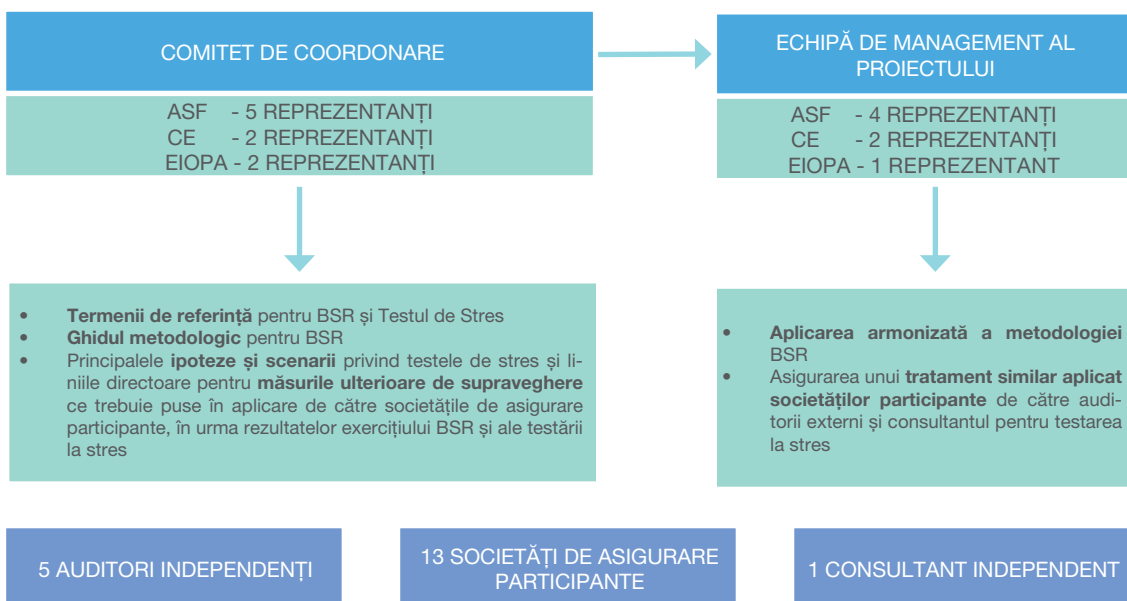 COMITET DE COORDONARE
ASF - 5 REPREZENTANȚI
CE - 2 REPREZENTANȚI
EIOPA - 2 REPREZENTANȚI
• Termenii de referință pentru BSR și Testul de Stres
• Ghidul metodologic pentru BSR
• Principalele ipoteze și scenarii privind testele de stres și li-
niile directoare pentru măsurile ulterioare de supraveghere
ce trebuie puse în aplicare de către societățile de asigurare
participante, în urma rezultatelor exercițiului BSR și ale testării
la stres
ECHIPĂ DE MANAGEMENT AL
PROIECTULUI
ASF - 4 REPREZENTANȚI
CE - 2 REPREZENTANȚI
EIOPA - 1 REPREZENTANT
• Aplicarea armonizată a metodologiei
BSR
• Asigurarea unui tratament similar aplicat
societăților participante de către audi-
torii externi și consultantul pentru testarea
la stres
5 AUDITORI INDEPENDENȚI
13 SOCIETĂȚI DE ASIGURARE
PARTICIPANTE
1 CONSULTANT INDEPENDENT